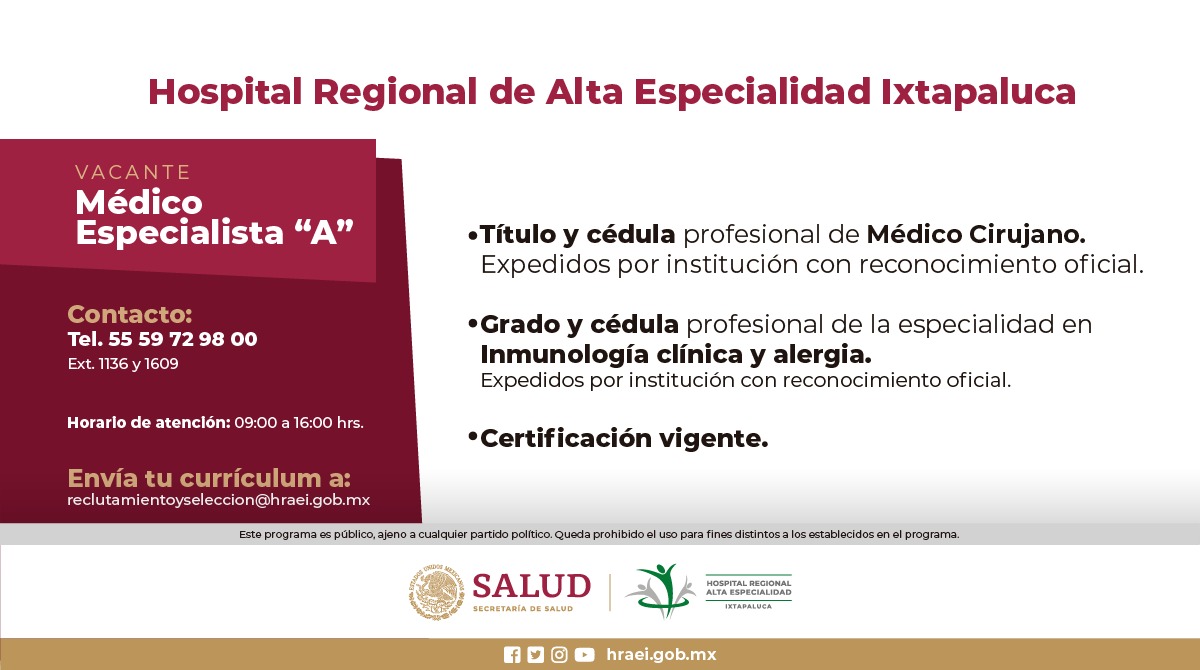 Hospital Regional de Alta Especialidad Ixtapaluca
VACANTE
Médico
Especialista “A”
Contacto:
Tel. 55 59 72 98 00
Ext. 1136 y 1609
Horario de atención: 09:00 a 16:00 hrs.
Envía tu currículum a:
reclutamientoyseleccion@hraei.gob.mx
•Título y cédula profesional de Médico Cirujano.
Expedidos por institución con reconocimiento oficial.
•Grado y cédula profesional de la especialidad en
Inmunología clínica y alergia.
Expedidos por institución con reconocimiento oficial.
•Certificación vigente.
Este programa es público, ajeno a cualquier partido político. Queda prohibido el uso para fines distintos a los establecidos en el programa.
ESTADOS UNIDOS MEXICANOS
SALUD
SECRETARÍA DE SALUD
HOSPITAL REGIONAL
ALTA ESPECIALIDAD
IXTAPALUCA
hraei.gob.mx